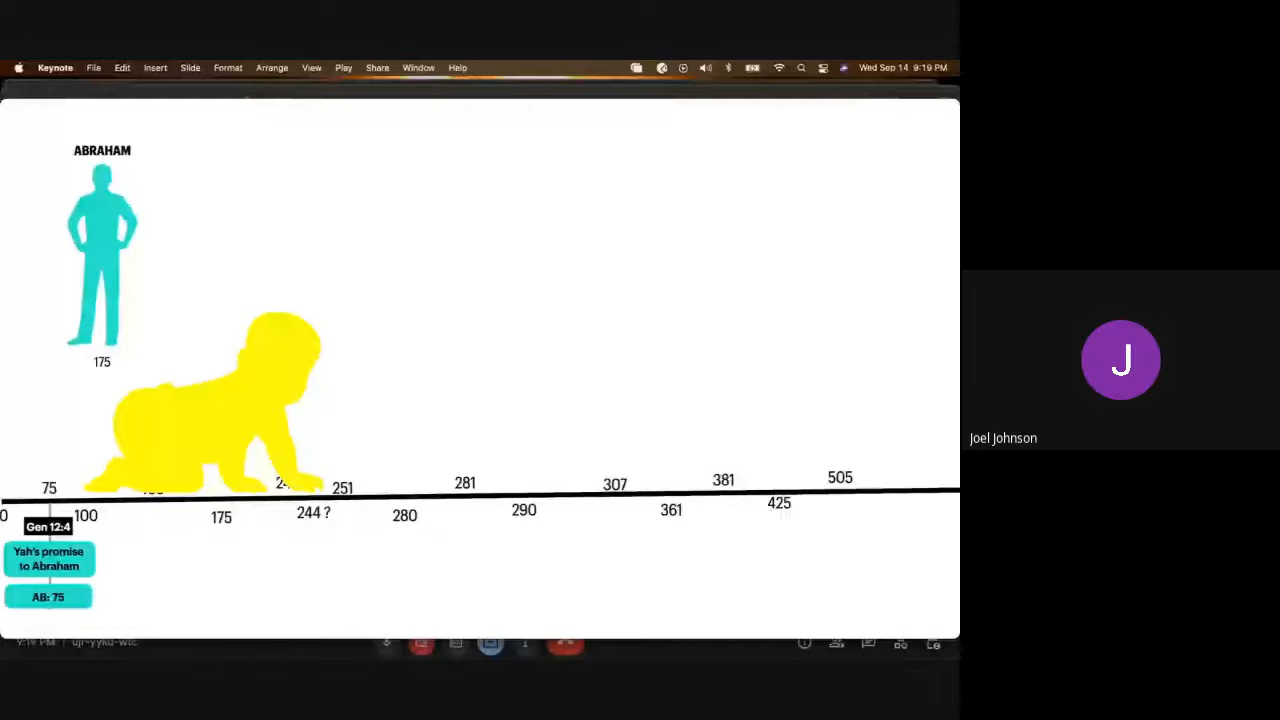 Keynote File Edit Insert Slide Format Arrange View Play Share Window Help Wed Sep 14 9:19 PM
ABRAHAM
175
75 251 281 307 381 505
0 100 175 244 ? 280 290 361 425
Gen 12:4
Yah's promise
to Abraham
AB: 75
J
Joel Johnson